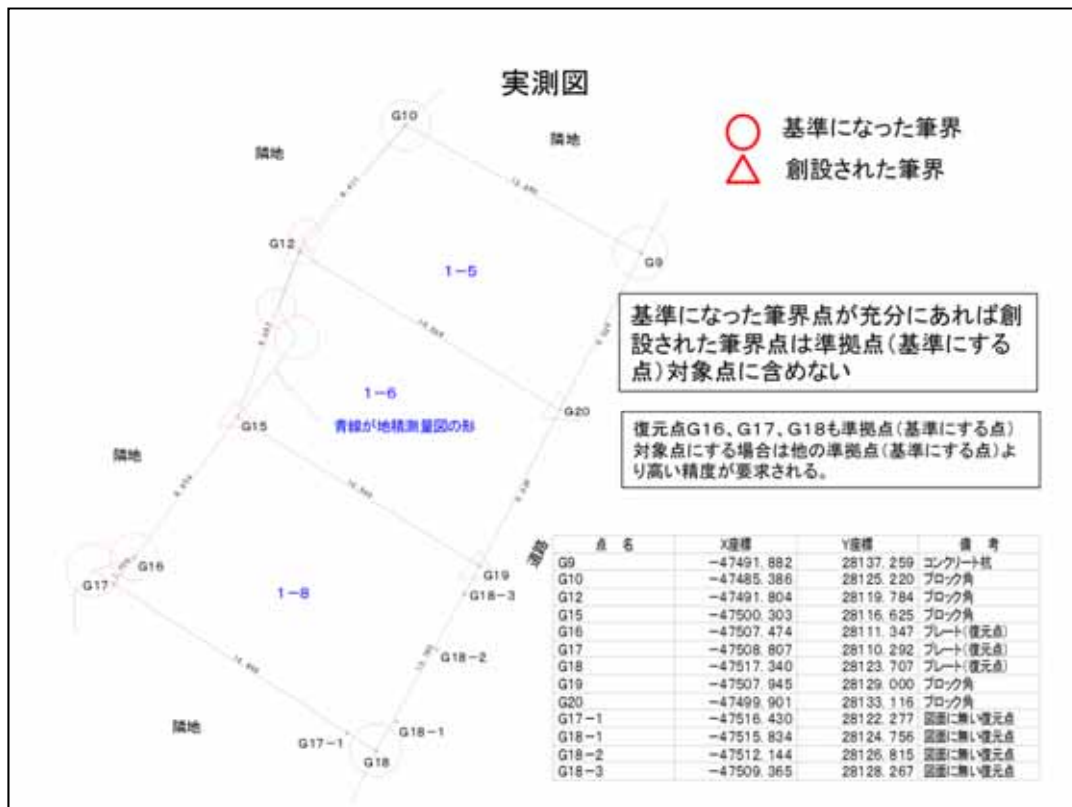 実測図
基準になった筆界
創設された筆界
G10
隣地
隣地
G12
G9
1-5
基準になった筆界点が充分にあれば創
設された筆界点は準拠点(基準にする
点)対象点に含めない
1-6
G20
青線が地積測量図の形
G15
復元点G16、G17、G18も準拠点(基準にする点)
対象点にする場合は他の準拠点(基準にする点)よ
り高い精度が要求される。
隣地
道路
G16
G17
G19
1-8
G18-3
G18-2
隣地
G18-1
G17-1
G18
点 名 X座標 Y座標 備 考
G9 -47491.882 28137.259 コンクリート杭
G10 -47485.386 28125.220 ブロック角
G12 -47491.804 28119.784 ブロック角
G15 -47500.303 28116.625 ブロック角
G16 -47507.474 28111.347 プレート(復元点)
G17 -47508.807 28110.292 プレート(復元点)
G18 -47517.340 28123.707 プレート(復元点)
G19 -47507.945 28129.000 ブロック角
G20 -47499.901 28133.116 ブロック角
G17-1 -47516.430 28122.277 図面に無い復元点
G18-1 -47515.834 28124.756 図面に無い復元点
G18-2 -47512.144 28126.815 図面に無い復元点
G18-3 -47509.365 28128.267 図面に無い復元点